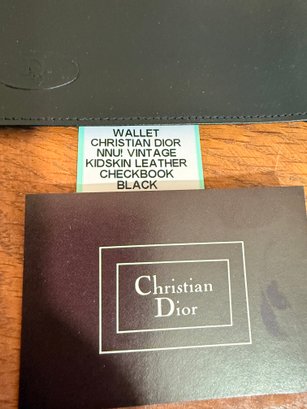 WALLET
CHRISTIAN DIOR
NNU! VINTAGE
KIDSKIN LEATHER
CHECKBOOK
BLACK
Christian
Dior